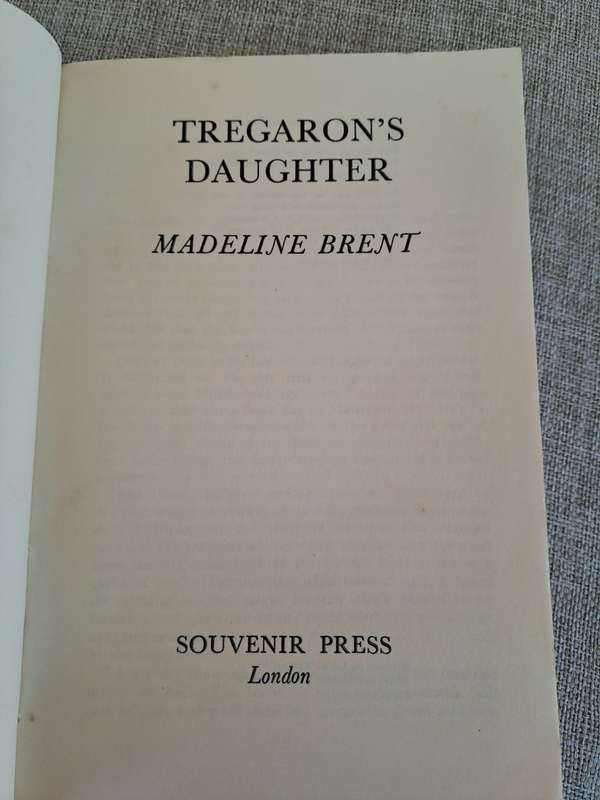 TREGARON'S
DAUGHTER
MADELINE BRENT
SOUVENIR PRESS
London